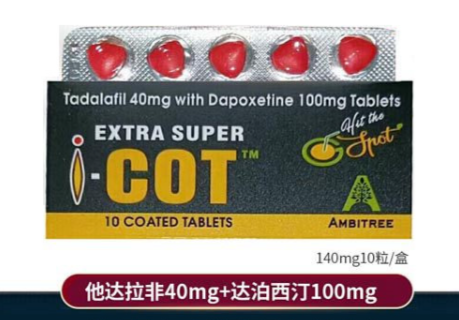 Tadalafil 40mg with Dapoxetine 100mg Tablets
Hit the
Spot
EXTRA SUPER
i-COT™
10 COATED TABLETS
AMBITREE
140mg10粒/盒
他达拉非40mg+达泊西汀100mg